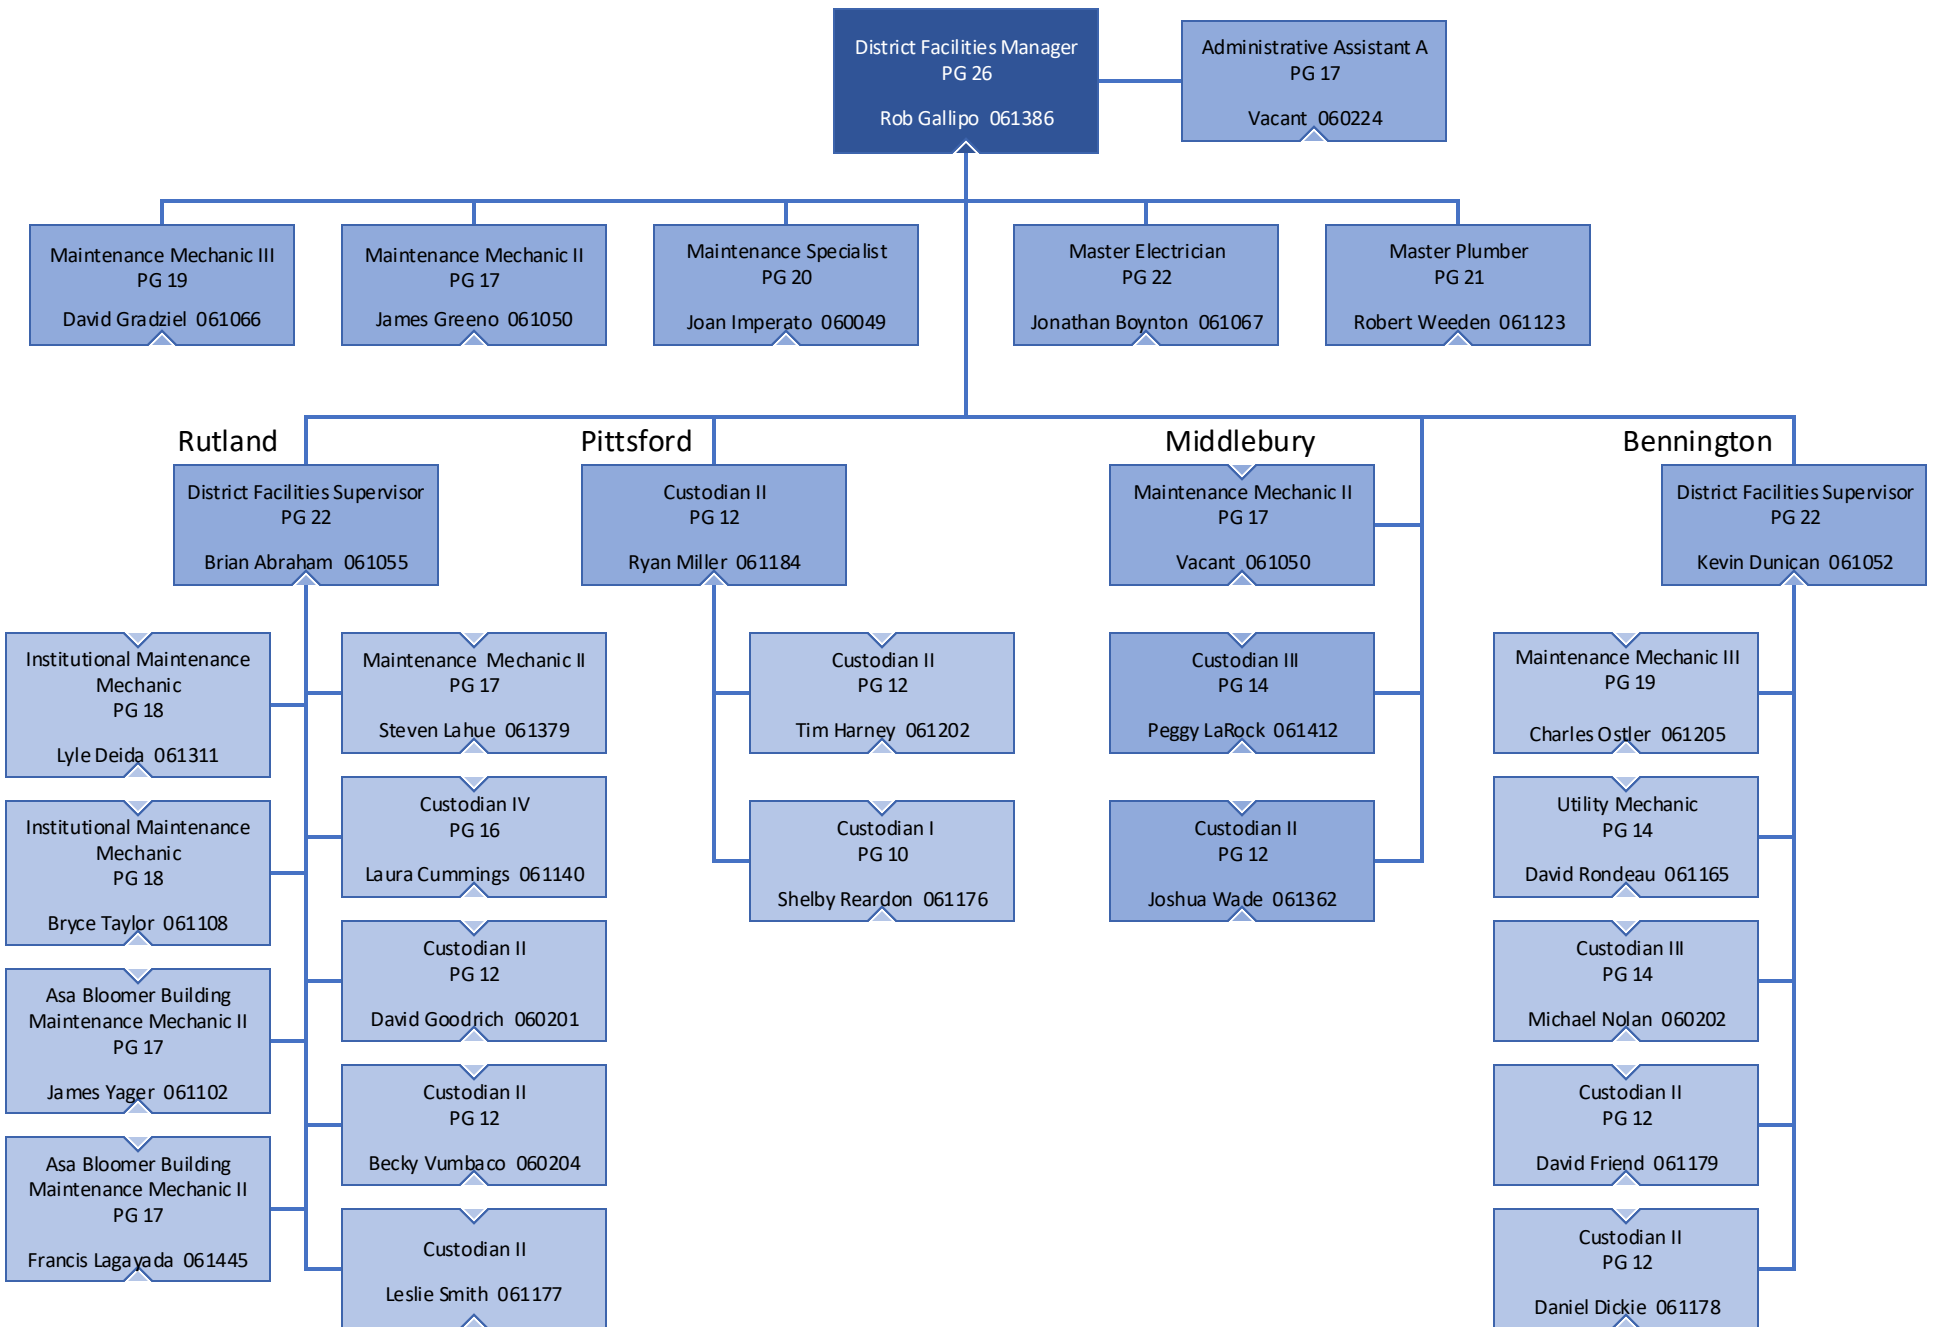 District Facilities Manager
PG 26
Rob Gallipo 061386
Administrative Assistant A
PG 17
Vacant 060224
Maintenance Mechanic III
PG 19
David Gradziel 061066
Maintenance Mechanic II
PG 17
James Greeno 061050
Maintenance Specialist
PG 20
Joan Imperato 060049
Master Electrician
PG 22
Jonathan Boynton 061067
Master Plumber
PG 21
Robert Weeden 061123
Rutland
District Facilities Supervisor
PG 22
Brian Abraham 061055
Institutional Maintenance
Mechanic
PG 18
Lyle Deida 061311
Institutional Maintenance
Mechanic
PG 18
Bryce Taylor 061108
Asa Bloomer Building
Maintenance Mechanic II
PG 17
James Yager 061102
Asa Bloomer Building
Maintenance Mechanic II
PG 17
Francis Lagayada 061445
Maintenance Mechanic II
PG 17
Steven Lahue 061379
Custodian IV
PG 16
Laura Cummings 061140
Custodian II
PG 12
David Goodrich 060201
Custodian II
PG 12
Becky Vumbaco 060204
Custodian II
Leslie Smith 061177
Pittsford
Custodian II
PG 12
Ryan Miller 061184
Custodian II
PG 12
Tim Harney 061202
Custodian I
PG 10
Shelby Reardon 061176
Middlebury
Maintenance Mechanic II
PG 17
Vacant 061050
Custodian III
PG 14
Peggy LaRock 061412
Custodian II
PG 12
Joshua Wade 061362
Bennington
District Facilities Supervisor
PG 22
Kevin Dunican 061052
Maintenance Mechanic III
PG 19
Charles Ostler 061205
Utility Mechanic
PG 14
David Rondeau 061165
Custodian III
PG 14
Michael Nolan 060202
Custodian II
PG 12
David Friend 061179
Custodian II
PG 12
Daniel Dickie 061178